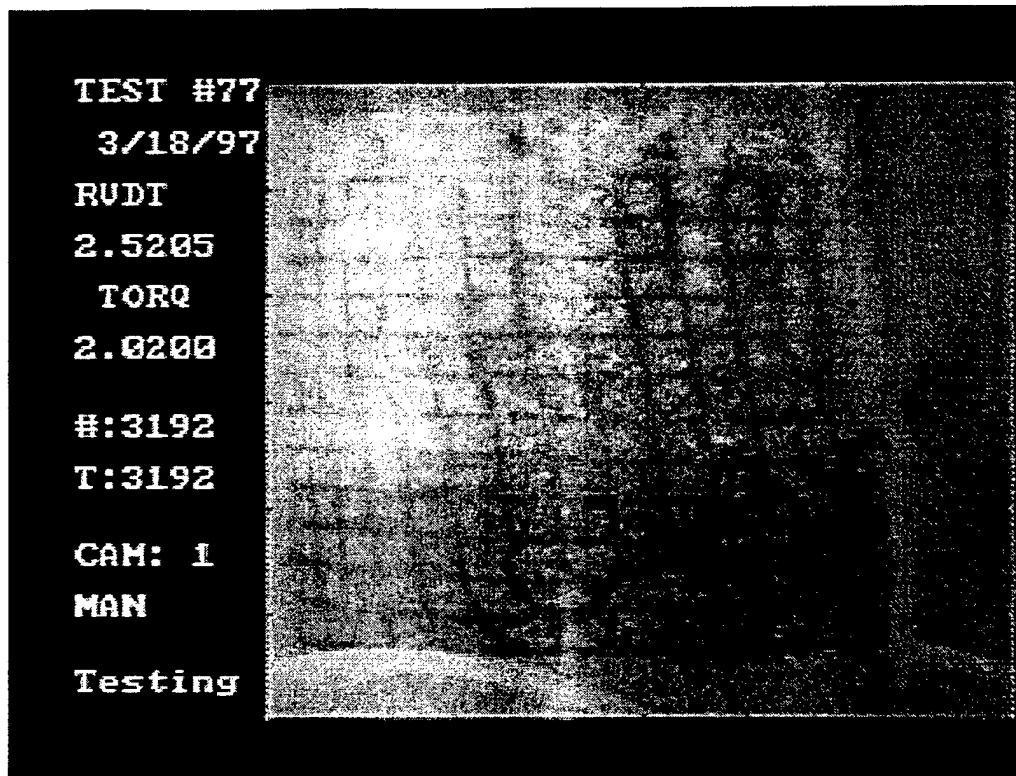 TEST #77
3/18/97
RVDT
2.5205
TORQ
2.0200
#:3192
T:3192
CAM: 1
MAN
Testing